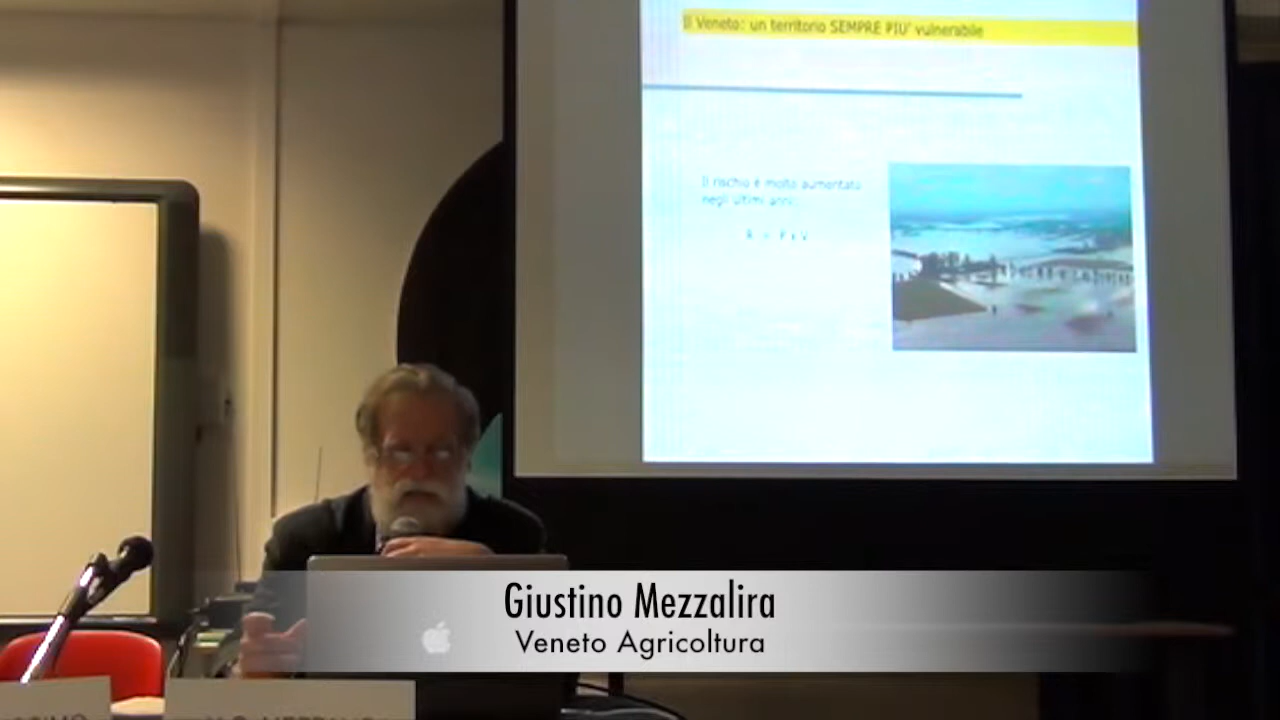 Il Veneto: un territorio SEMPRE PIU' vulnerabile
Il rischio è molto aumentato
negli ultimi anni:
Giustino Mezzalira
Veneto Agricoltura